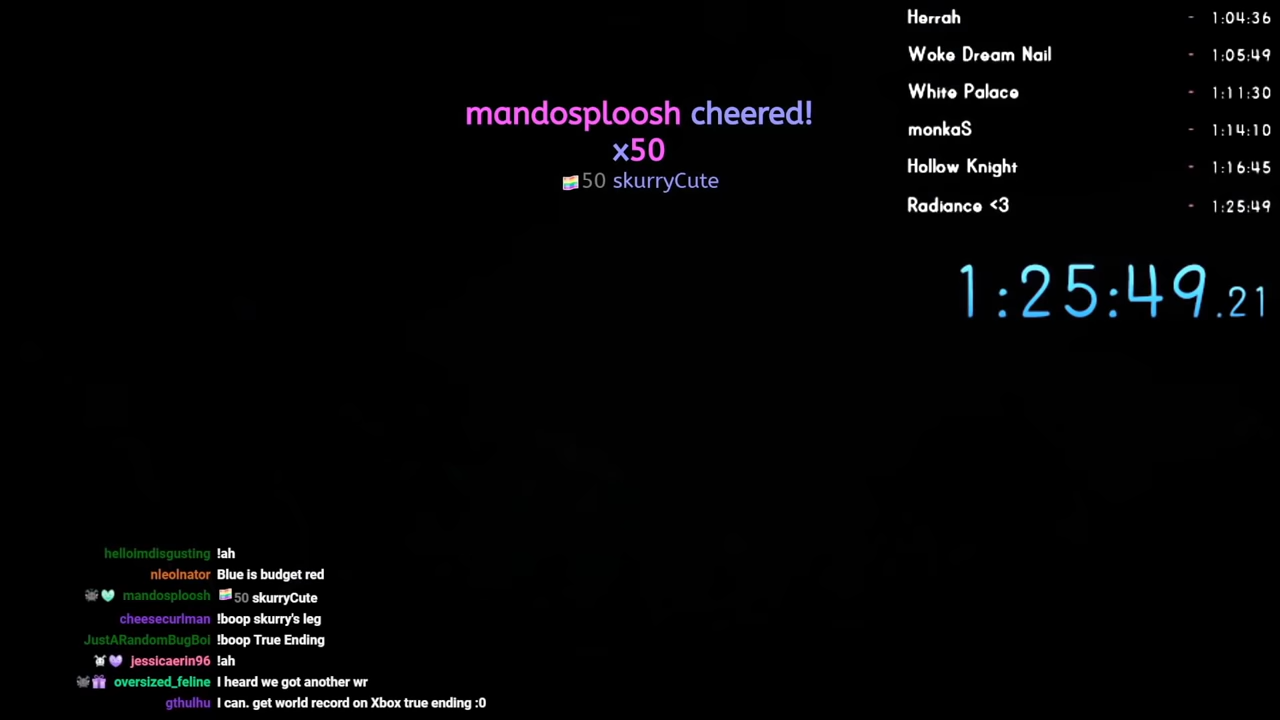 Herrah - 1:04:36
Woke Dream Nail - 1:05:49
White Palace - 1:11:30
monkaS - 1:14:10
Hollow Knight - 1:16:45
Radiance <3 - 1:25:49
1:25:49.21
mandosploosh cheered!
x50
50 skurryCute
helloimdisgusting !ah
nleolnator Blue is budget red
mandosploosh 50 skurryCute
cheesecurlman !boop skurry's leg
JustARandomBugBoi !boop True Ending
jessicaerin96 !ah
oversized_feline I heard we got another wr
gthulhu I can. get world record on Xbox true ending :0